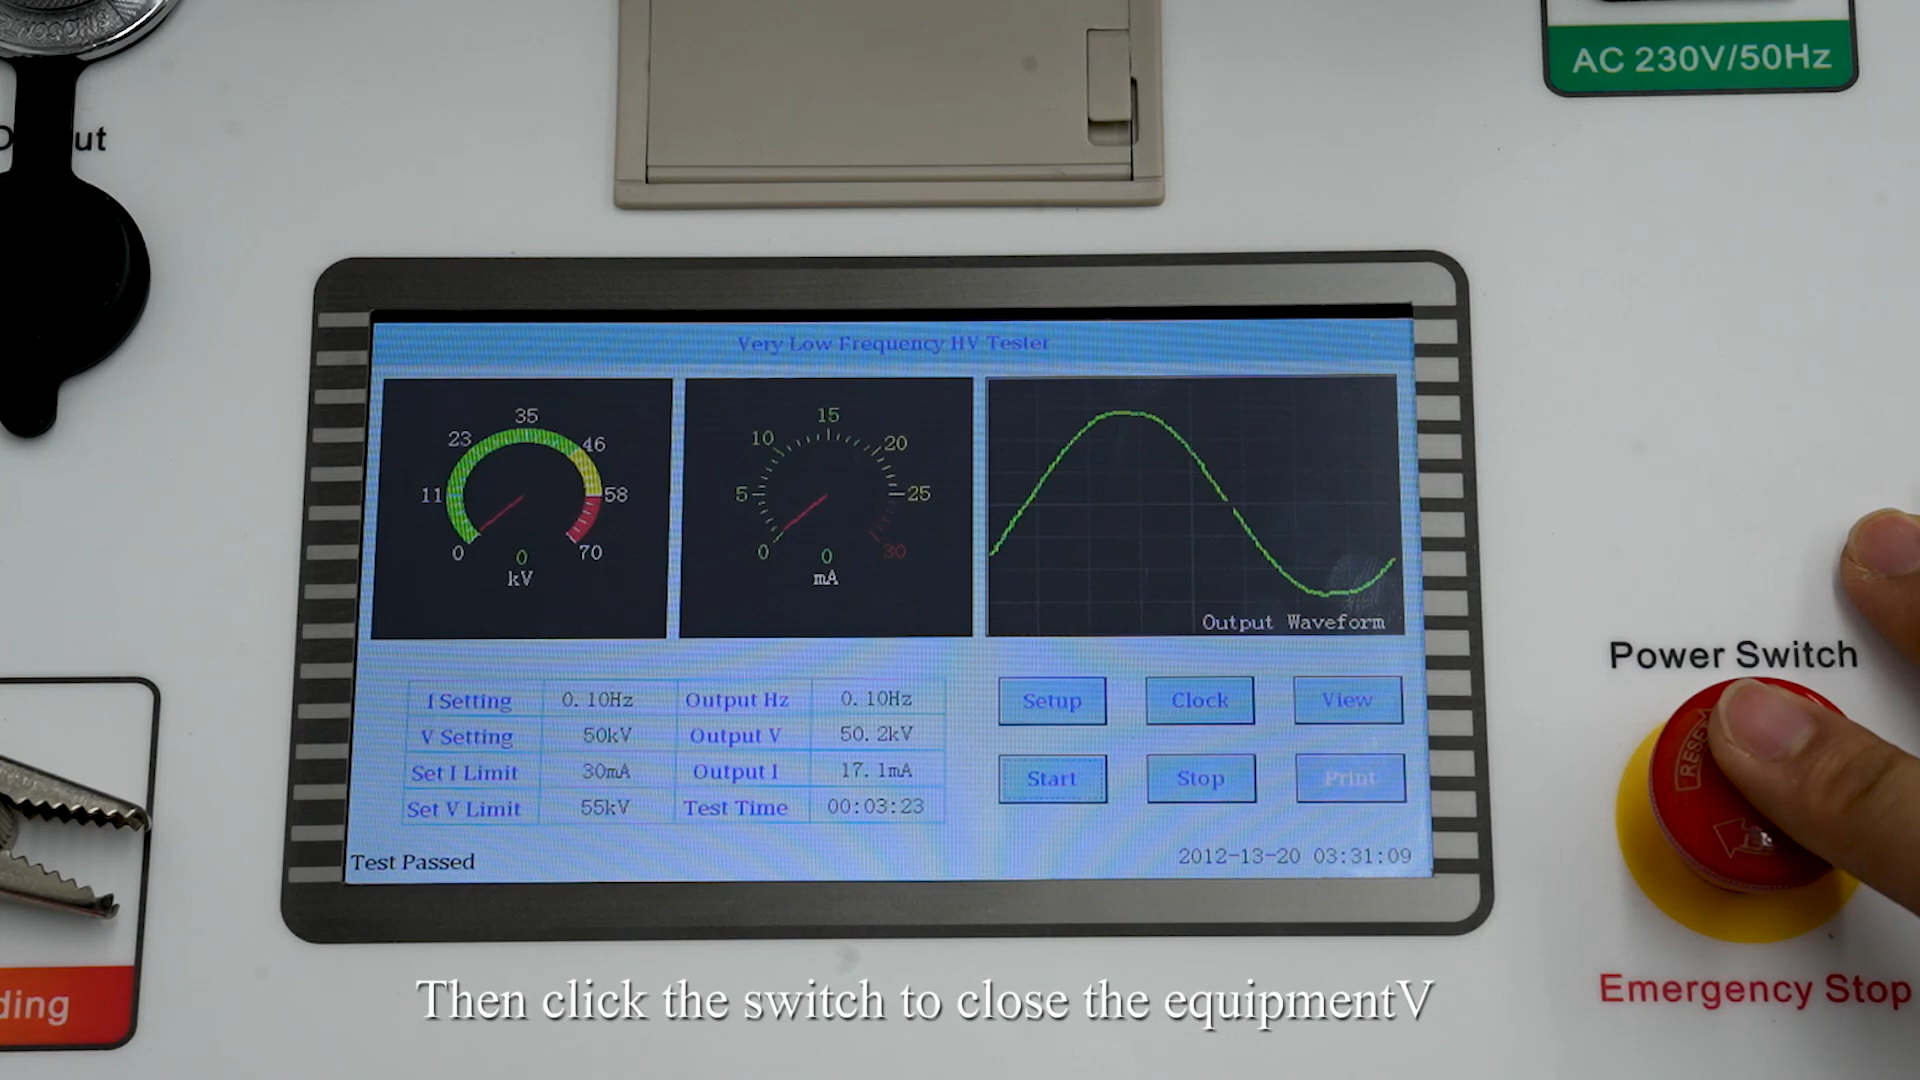 AC 230V/50Hz
Very Low Frequency HV Tester
35
23
46
11
58
0
70
0
kV
15
10
20
5
25
0
30
0
mA
Output Waveform
f Setting 0.10Hz Output Hz 0.10Hz
V Setting 50kV Output V 50.2kV
Set I Limit 30mA Output I 17.1mA
Set V Limit 55kV Test Time 00:03:23
Setup Clock View
Start Stop Print
Test Passed
2012-13-20 03:31:09
Power Switch
RESET
Emergency Stop
ding
Then click the switch to close the equipmentV